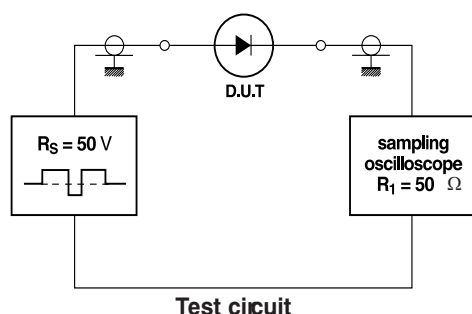 D.U.T
R_S = 50 V
sampling
oscilloscope
R_1 = 50 Ω
Test circuit